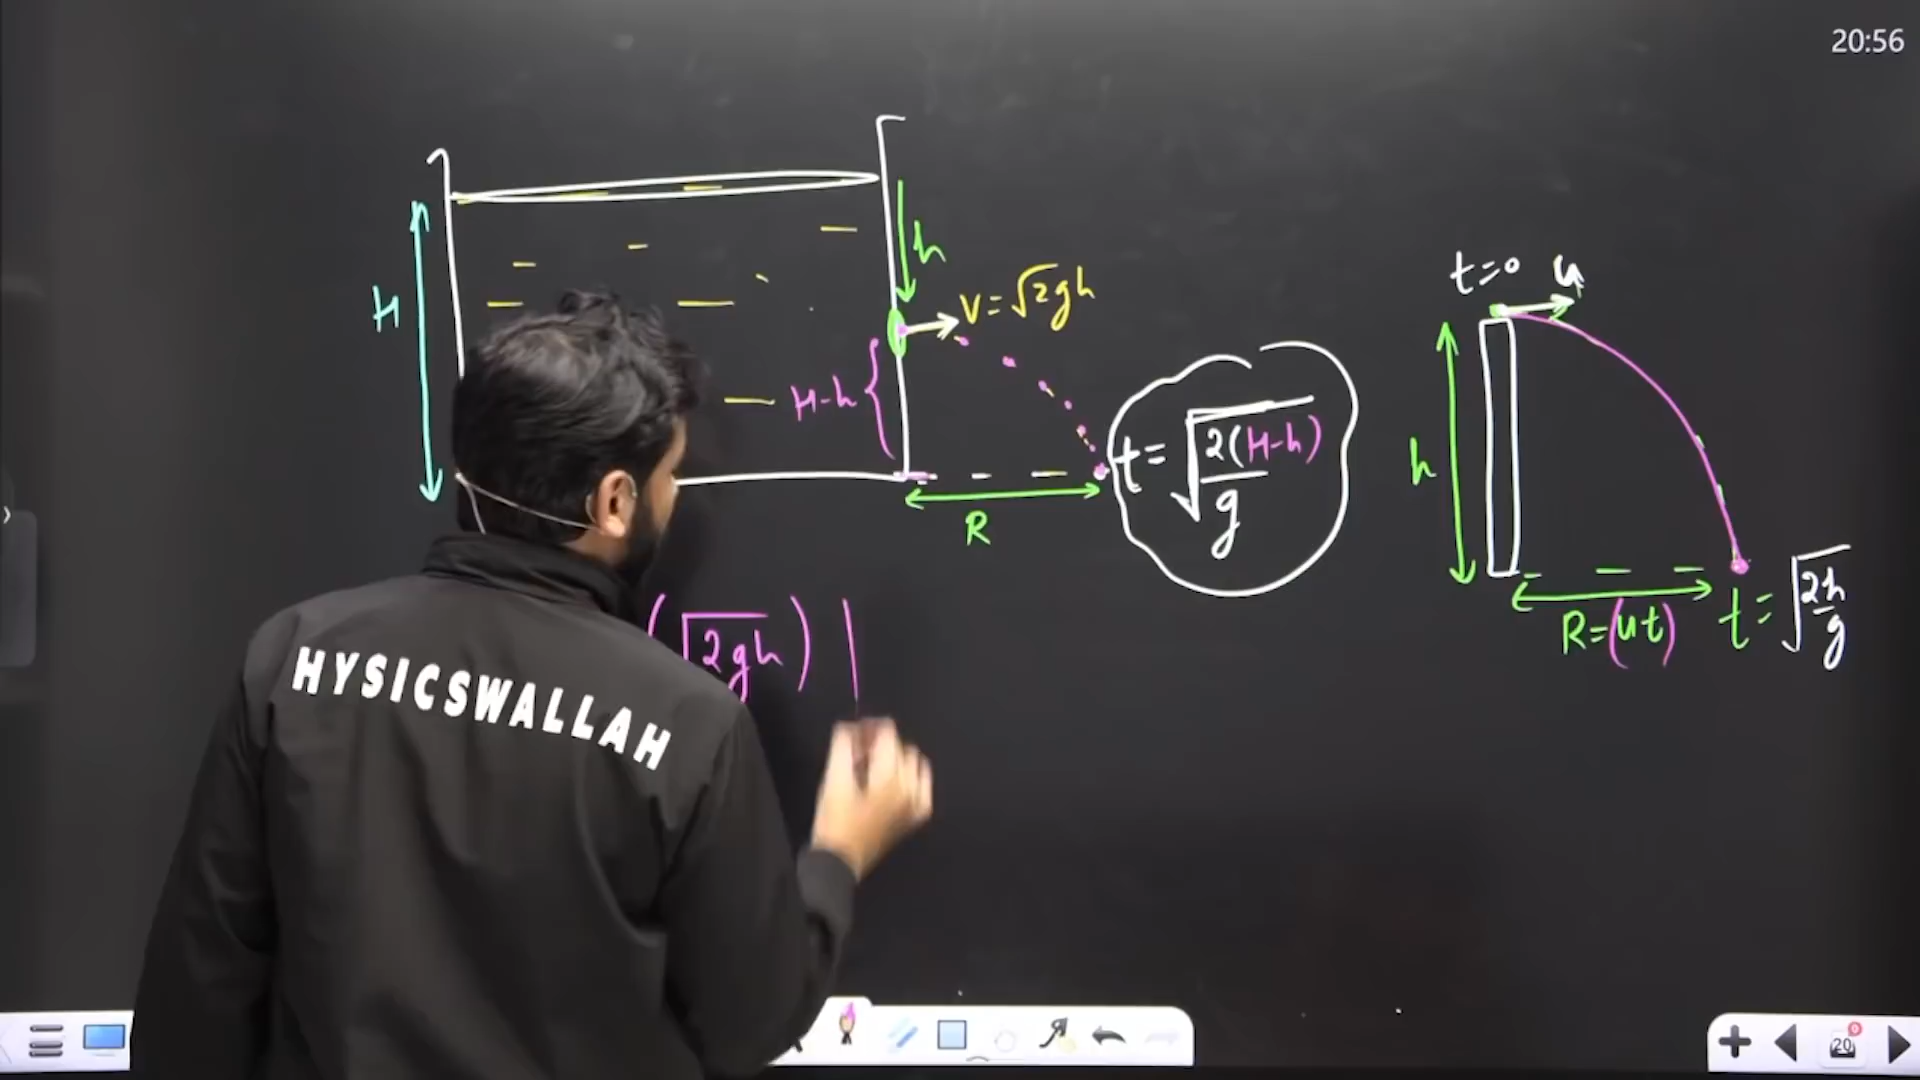 20:56
H
h
V = √2gh
H-h
t = √2(H-h)/g
R
(√2gh)
t=0 u
h
R=(ut)
t = √2h/g
HYSICSWALLAH
20